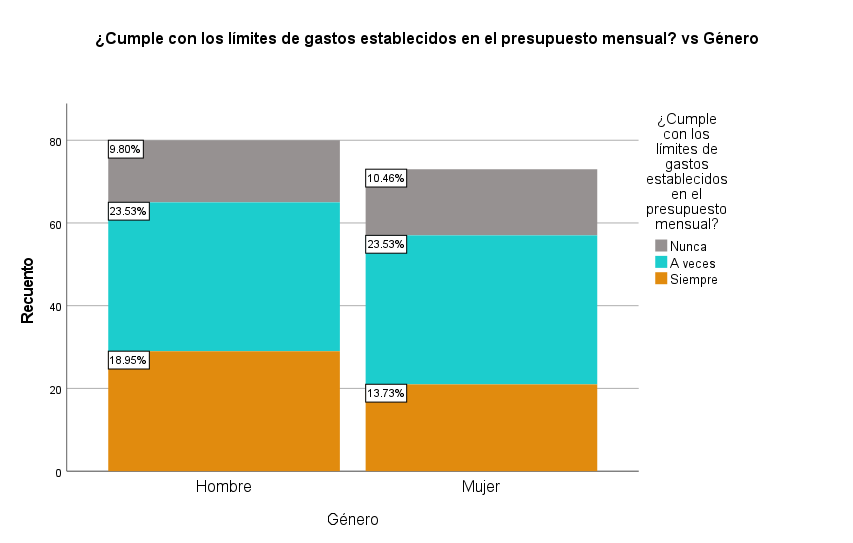 ¿Cumple con los límites de gastos establecidos en el presupuesto mensual? vs Género
80
60
40
20
0
Recuento
9.80%
23.53%
18.95%
10.46%
23.53%
13.73%
Hombre
Mujer
Género
¿Cumple
con los
límites de
gastos
establecidos
en el
presupuesto
mensual?
Nunca
A veces
Siempre